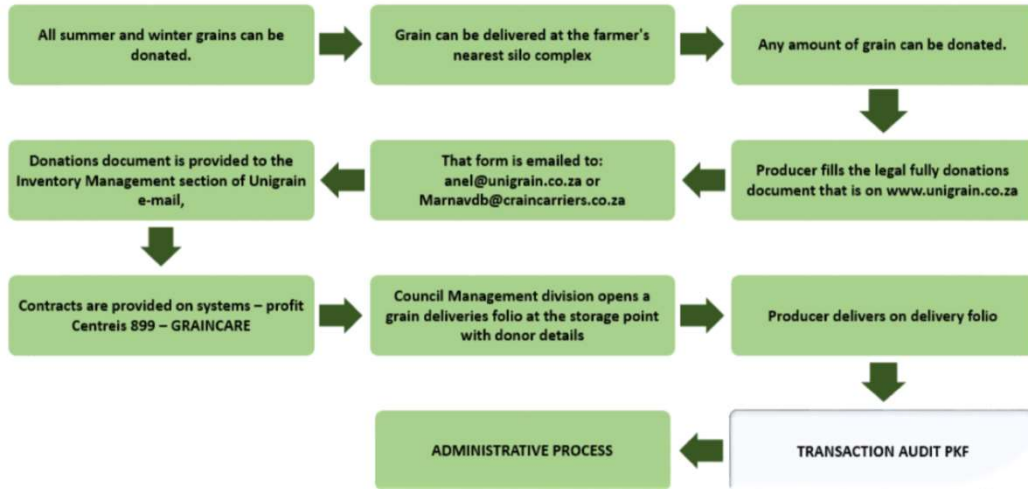 All summer and winter grains can be
donated.
Grain can be delivered at the farmer's
nearest silo complex
Any amount of grain can be donated.
Producer fills the legal fully donations
document that is on www.unigrain.co.za
That form is emailed to:
anel@unigrain.co.za or
Marnavdb@craincarriers.co.za
Donations document is provided to the
Inventory Management section of Unigrain
e-mail,
Contracts are provided on systems – profit
Centreis 899 – GRAINCARE
Council Management division opens a
grain deliveries folio at the storage point
with donor details
Producer delivers on delivery folio
TRANSACTION AUDIT PKF
ADMINISTRATIVE PROCESS